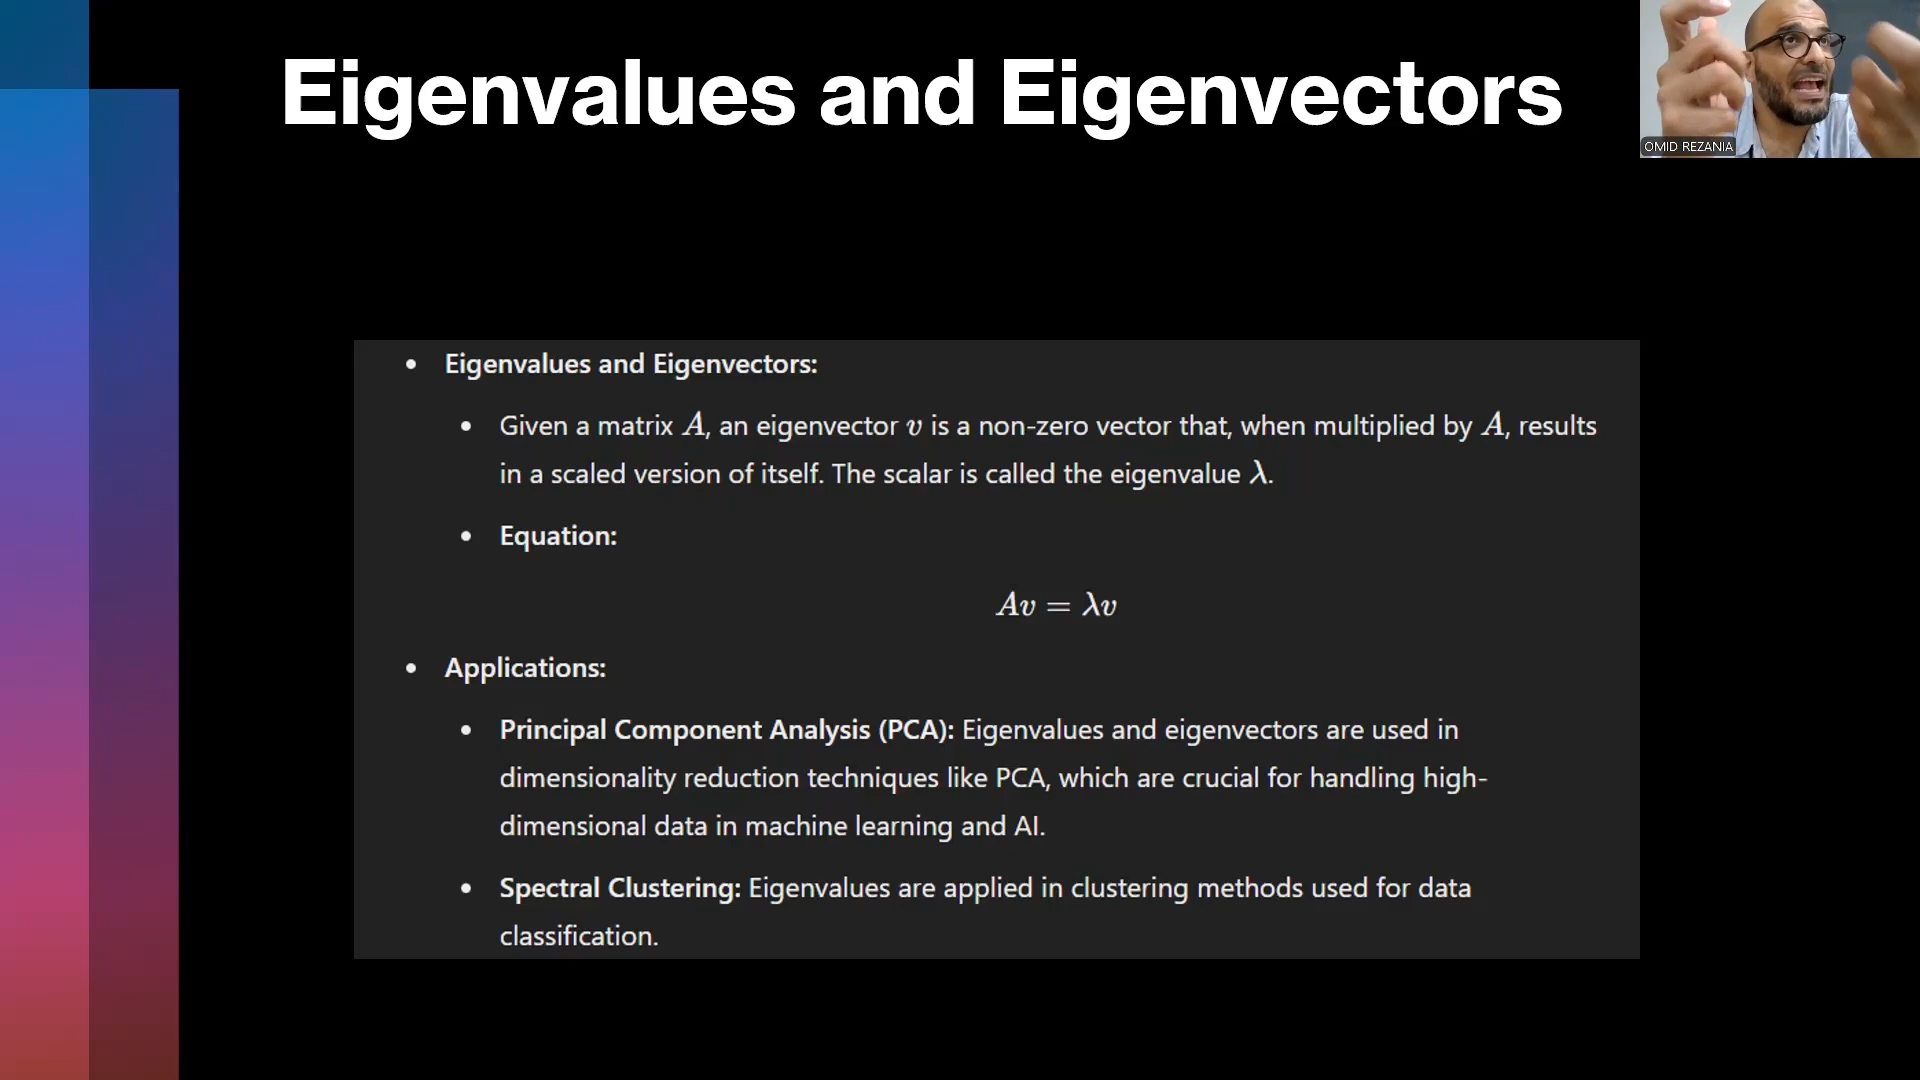 Eigenvalues and Eigenvectors
OMID REZANIA
• Eigenvalues and Eigenvectors:
• Given a matrix A, an eigenvector v is a non-zero vector that, when multiplied by A, results
in a scaled version of itself. The scalar is called the eigenvalue λ.
• Equation:
Av = λv
• Applications:
• Principal Component Analysis (PCA): Eigenvalues and eigenvectors are used in
dimensionality reduction techniques like PCA, which are crucial for handling high-
dimensional data in machine learning and AI.
• Spectral Clustering: Eigenvalues are applied in clustering methods used for data
classification.